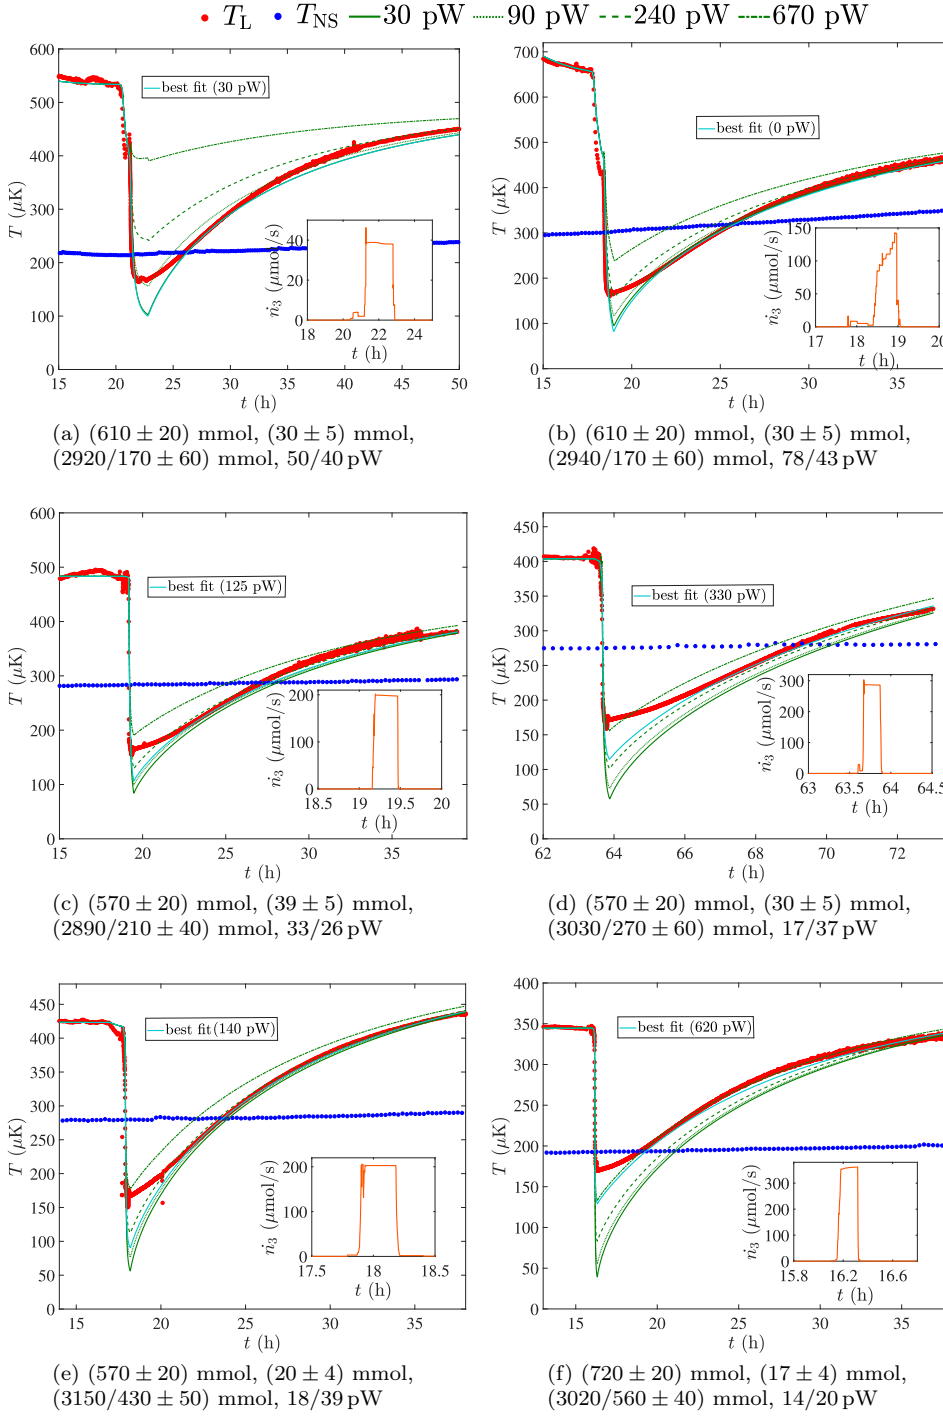 T_L T_NS 30 pW 90 pW 240 pW 670 pW
600
500
400
300
200
100
0
T (μK)
best fit (30 pW)
40
20
0
ṅ₃ (μmol/s)
18 20 22 24
t (h)
15 20 25 30 35 40 45 50
t (h)
(a) (610 ± 20) mmol, (30 ± 5) mmol,
(2920/170 ± 60) mmol, 50/40 pW
700
600
500
400
300
200
100
0
T (μK)
best fit (0 pW)
150
100
50
0
ṅ₃ (μmol/s)
17 18 19 20
t (h)
15 20 25 30 35
t (h)
(b) (610 ± 20) mmol, (30 ± 5) mmol,
(2940/170 ± 60) mmol, 78/43 pW
600
500
400
300
200
100
0
T (μK)
best fit (125 pW)
200
100
0
ṅ₃ (μmol/s)
18.5 19 19.5 20
t (h)
15 20 25 30 35
t (h)
(c) (570 ± 20) mmol, (39 ± 5) mmol,
(2890/210 ± 40) mmol, 33/26 pW
450
400
350
300
250
200
150
100
50
0
T (μK)
best fit (330 pW)
300
200
100
0
ṅ₃ (μmol/s)
63 63.5 64 64.5
t (h)
62 64 66 68 70 72
t (h)
(d) (570 ± 20) mmol, (30 ± 5) mmol,
(3030/270 ± 60) mmol, 17/37 pW
450
400
350
300
250
200
150
100
50
0
T (μK)
best fit(140 pW)
200
100
0
ṅ₃ (μmol/s)
17.5 18 18.5
t (h)
15 20 25 30 35
t (h)
(e) (570 ± 20) mmol, (20 ± 4) mmol,
(3150/430 ± 50) mmol, 18/39 pW
400
350
300
250
200
150
100
50
0
T (μK)
best fit (620 pW)
300
200
100
0
ṅ₃ (μmol/s)
15.8 16.2 16.6
t (h)
15 20 25 30 35
t (h)
(f) (720 ± 20) mmol, (17 ± 4) mmol,
(3020/560 ± 40) mmol, 14/20 pW